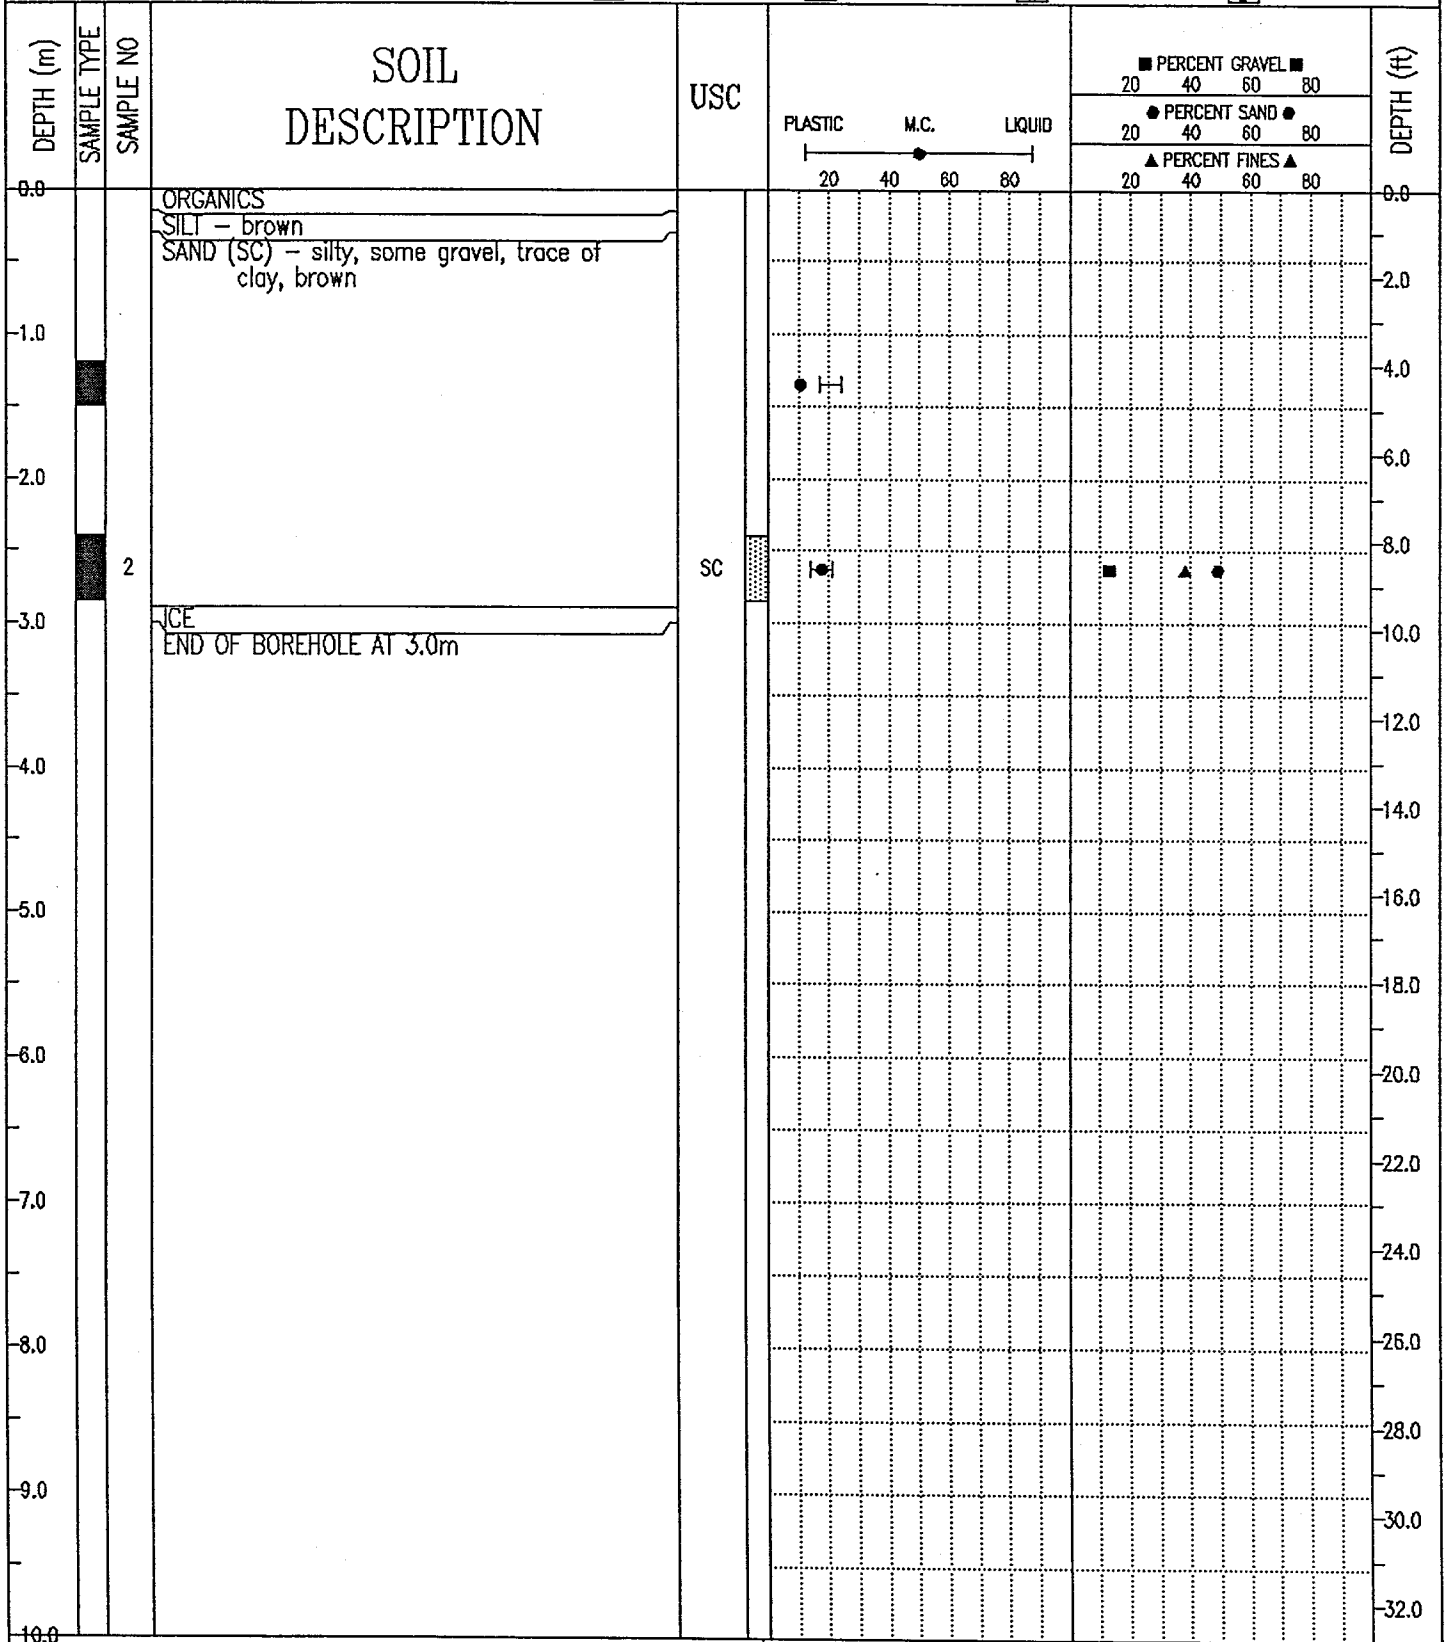 DEPTH (m)
SAMPLE TYPE
SAMPLE NO
SOIL
DESCRIPTION
USC
PLASTIC M.C. LIQUID
20 40 60 80
■ PERCENT GRAVEL ■
20 40 60 80
● PERCENT SAND ●
20 40 60 80
▲ PERCENT FINES ▲
20 40 60 80
DEPTH (ft)
0.0
ORGANICS
SILT – brown
SAND (SC) – silty, some gravel, trace of
clay, brown
1.0
2.0
2
SC
3.0
ICE
END OF BOREHOLE AT 3.0m
4.0
5.0
6.0
7.0
8.0
9.0
10.0
0.0
2.0
4.0
6.0
8.0
10.0
12.0
14.0
16.0
18.0
20.0
22.0
24.0
26.0
28.0
30.0
32.0